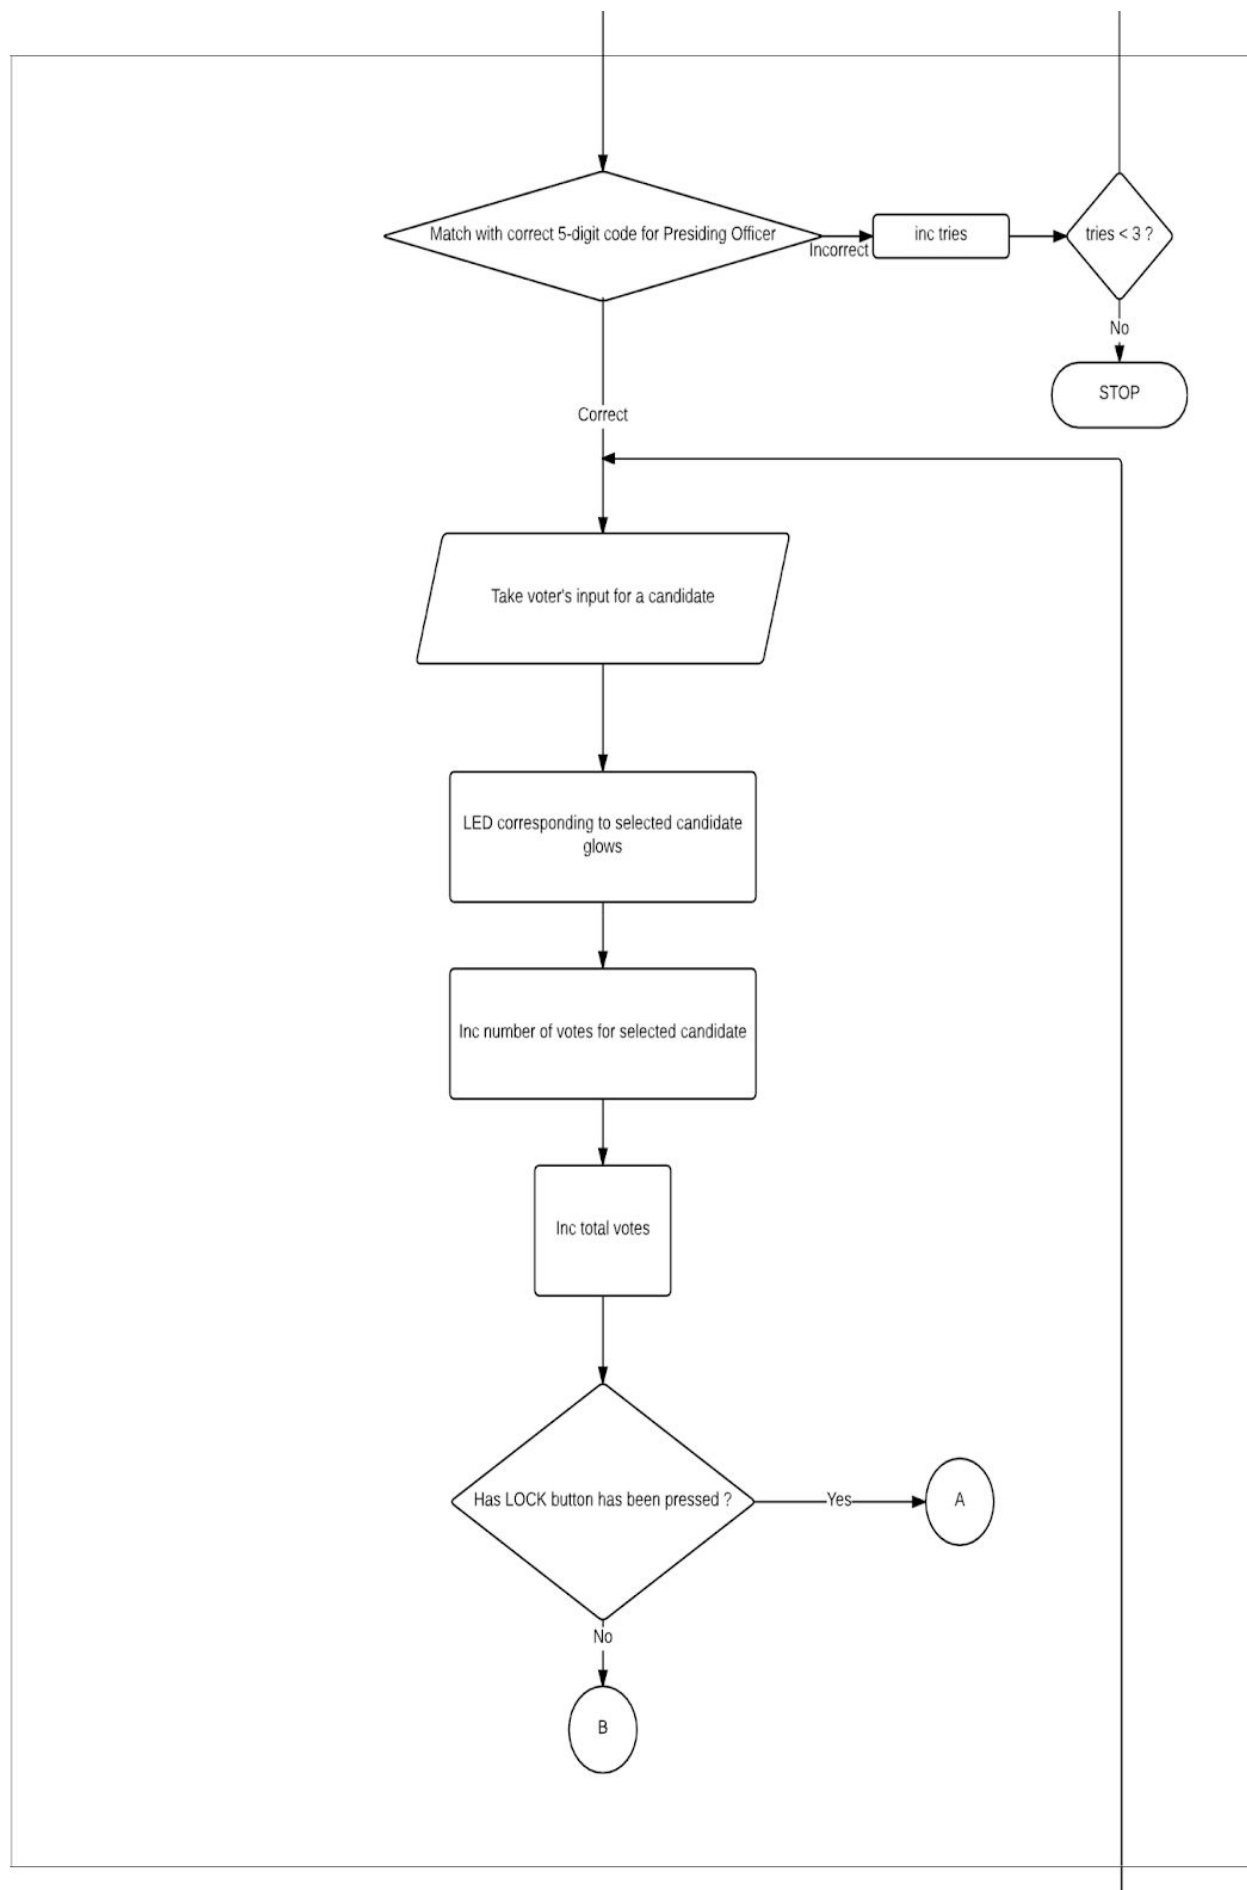 Match with correct 5-digit code for Presiding Officer
Incorrect
inc tries
tries < 3 ?
No
STOP
Correct
Take voter's input for a candidate
LED corresponding to selected candidate
glows
Inc number of votes for selected candidate
Inc total votes
Has LOCK button has been pressed ?
Yes
A
No
B